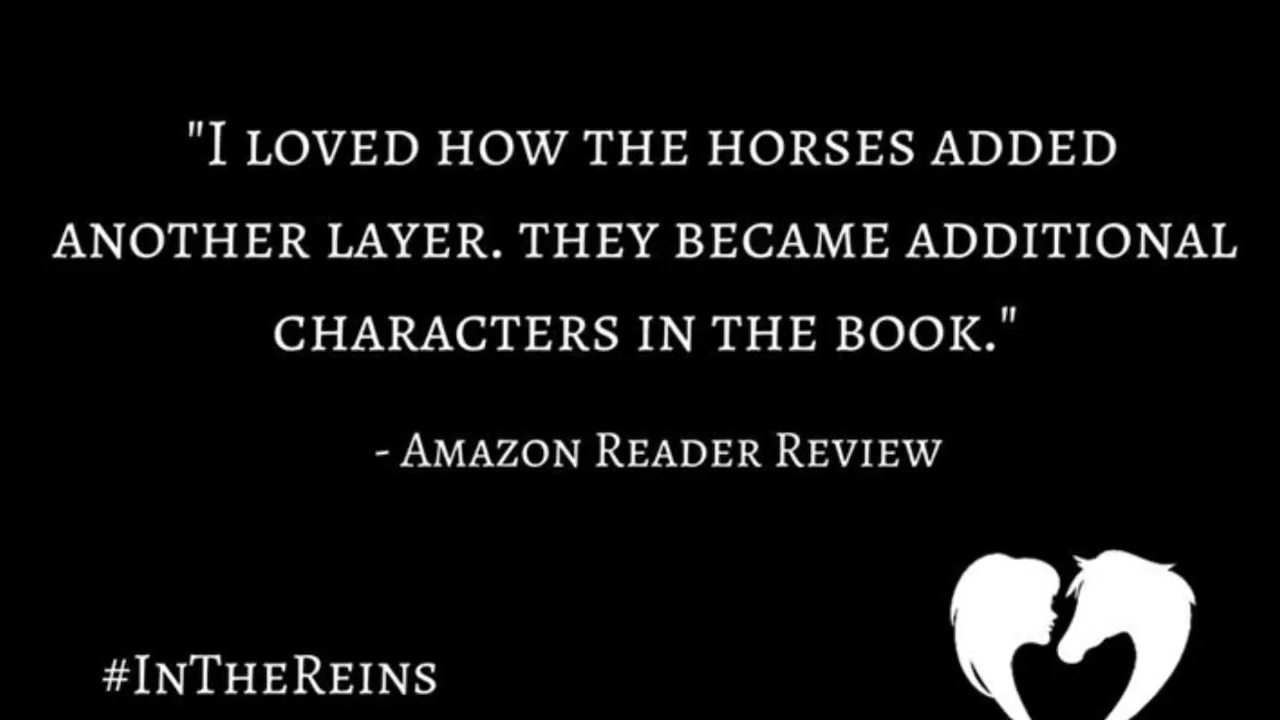 "I LOVED HOW THE HORSES ADDED
ANOTHER LAYER. THEY BECAME ADDITIONAL
CHARACTERS IN THE BOOK."
- AMAZON READER REVIEW
#INTHEREINS